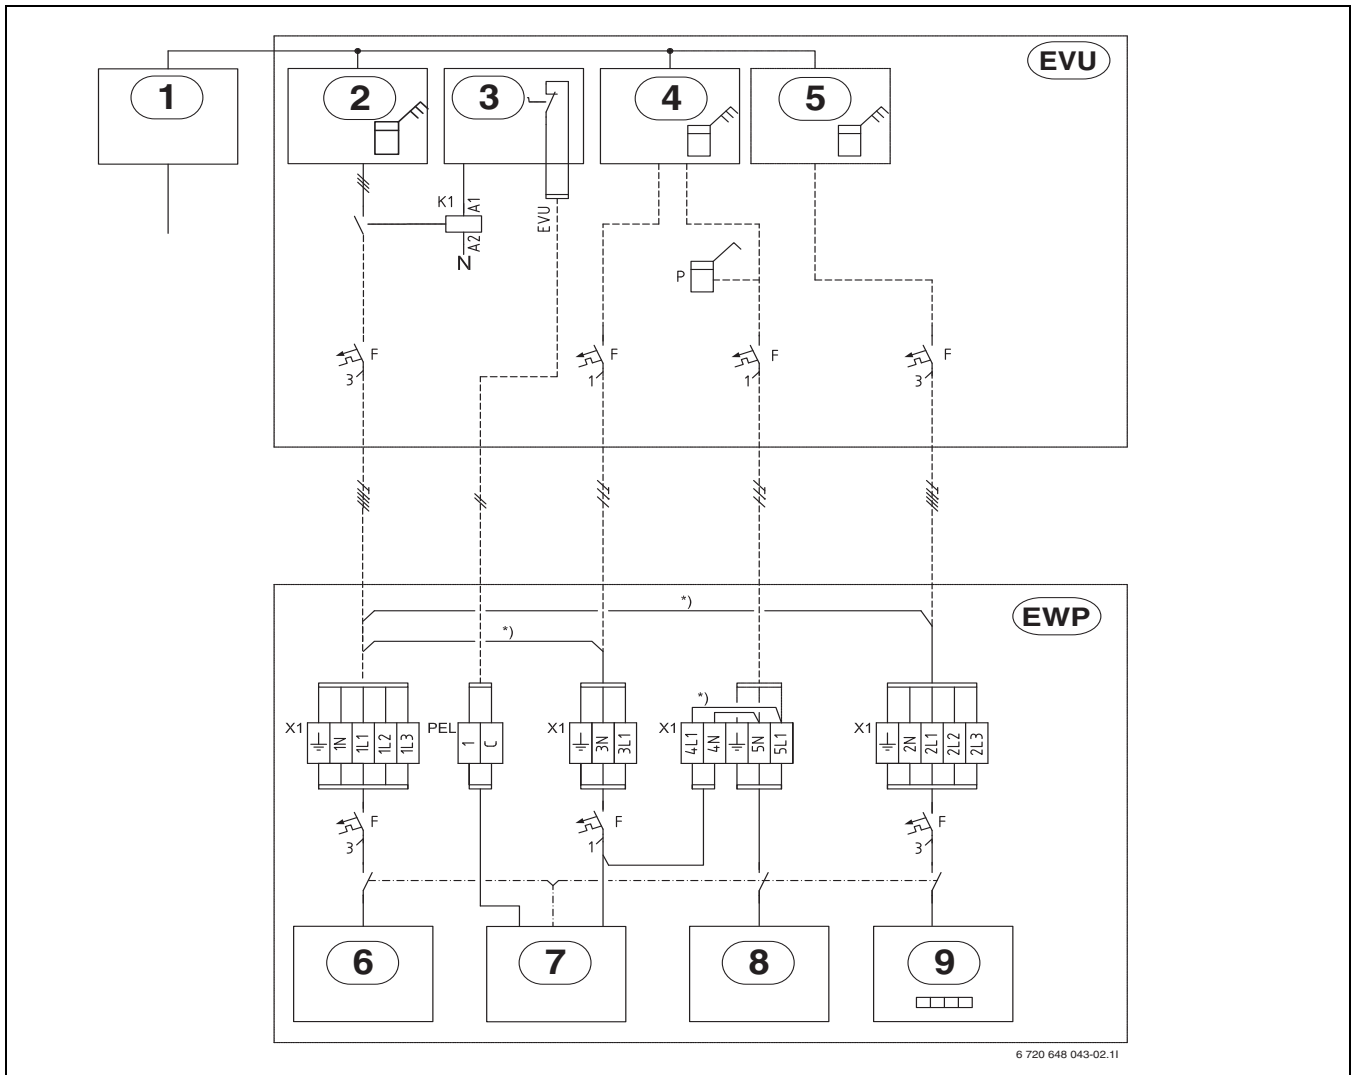 EVU
1
2
3
4
5
K1
A1
A2
N
EVU
P
F
3
F
1
F
1
F
3
EWP
*)
*)
*)
X1
1N
1L1
1L2
1L3
PEL
1
C
X1
3N
3L1
X1
4L1
4N
5N
5L1
X1
2N
2L1
2L2
2L3
F
3
F
1
F
3
6
7
8
9
6 720 648 043-02.1I